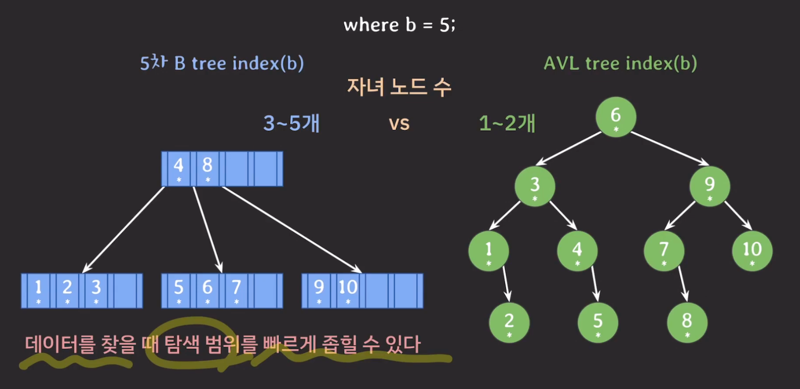 where b = 5;
5차 B tree index(b)
AVL tree index(b)
자녀 노드 수
3~5개 vs 1~2개
4 8
1 2 3 5 6 7 9 10
6
3 9
1 4 7 10
2 5 8
데이터를 찾을 때 탐색 범위를 빠르게 좁힐 수 있다